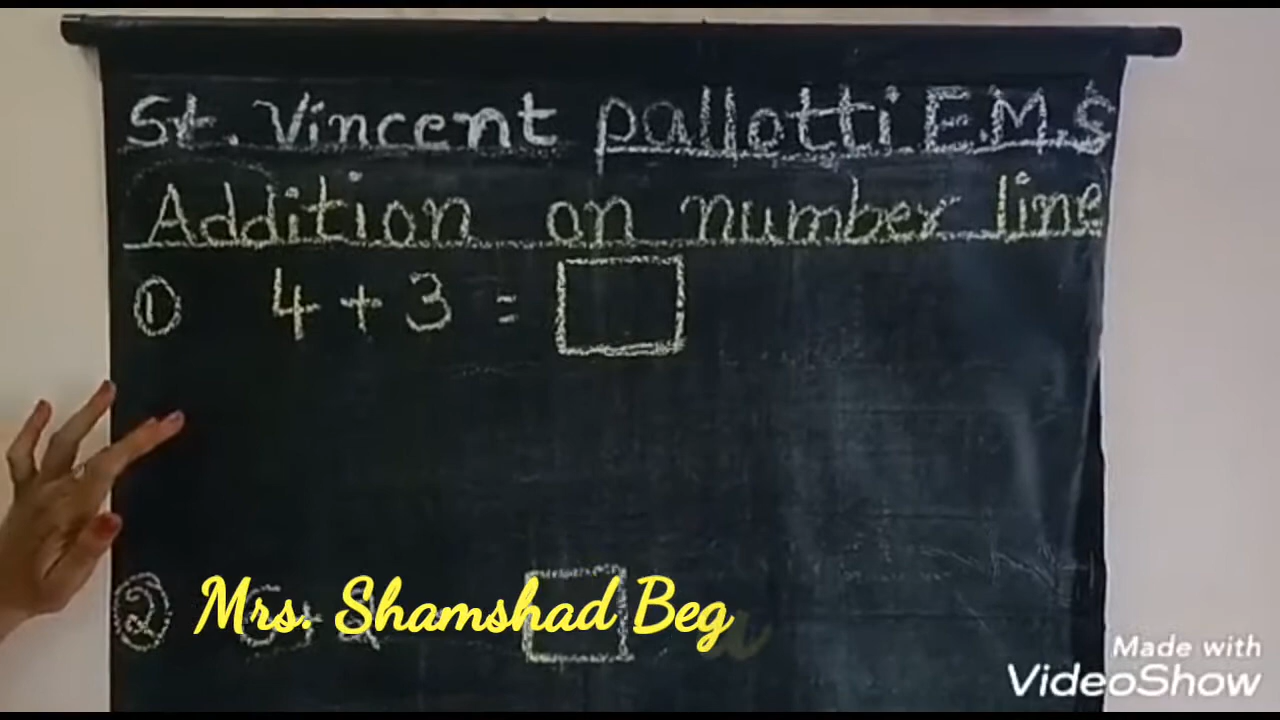 St. Vincent pallotti E.M.S
Addition on number line
① 4 + 3 =
②
Mrs. Shamshad Beg
Made with
VideoShow